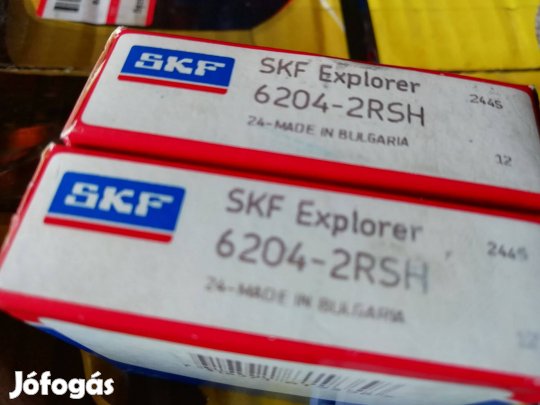 SKF
SKF Explorer
6204-2RSH
2445
24-MADE IN BULGARIA
12
SKF
SKF Explorer
6204-2RSH
2445
24-MADE IN BULGARIA
12
Jófogás